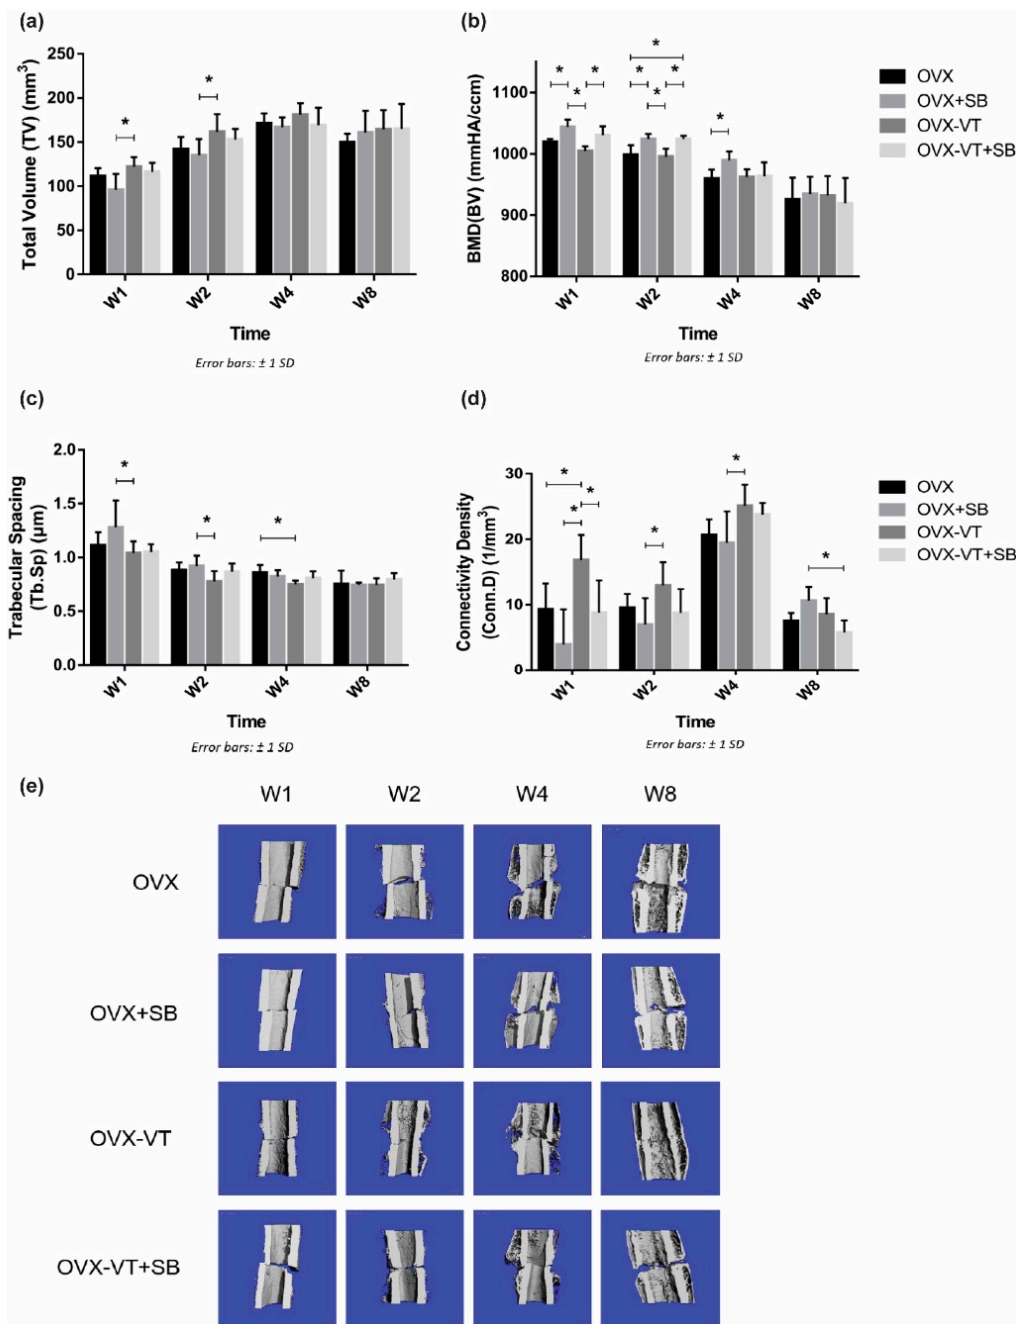 (a)
Total Volume (TV) (mm³)
250
200
150
100
50
0
*
*
W1
W2
W4
W8
Time
Error bars: ± 1 SD
(b)
BMD(BV) (mmHA/ccm)
1100
1000
900
800
*
* * *
* * *
*
*
W1
W2
W4
W8
Time
Error bars: ± 1 SD
OVX
OVX+SB
OVX-VT
OVX-VT+SB
(c)
Trabecular Spacing
(Tb.Sp) (µm)
2.0
1.5
1.0
0.5
0.0
*
*
*
W1
W2
W4
W8
Time
Error bars: ± 1 SD
(d)
Connectivity Density
(Conn.D) (1/mm³)
30
20
10
0
*
*
*
*
*
*
W1
W2
W4
W8
Time
Error bars: ± 1 SD
OVX
OVX+SB
OVX-VT
OVX-VT+SB
(e)
W1 W2 W4 W8
OVX
OVX+SB
OVX-VT
OVX-VT+SB